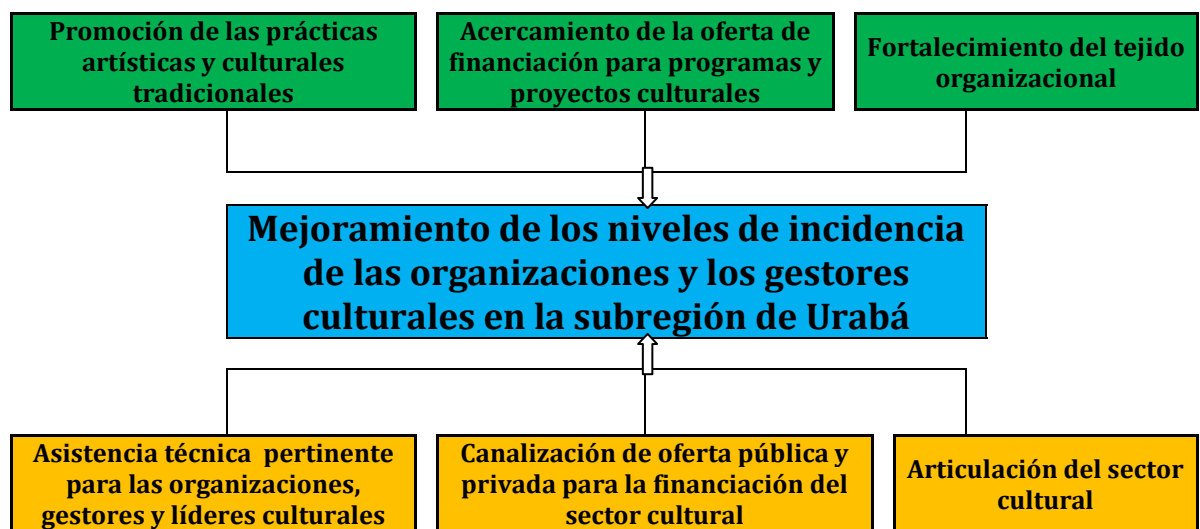 Promoción de las prácticas
artísticas y culturales
tradicionales
Acercamiento de la oferta de
financiación para programas y
proyectos culturales
Fortalecimiento del tejido
organizacional
Mejoramiento de los niveles de incidencia
de las organizaciones y los gestores
culturales en la subregión de Urabá
Asistencia técnica pertinente
para las organizaciones,
gestores y líderes culturales
Canalización de oferta pública y
privada para la financiación del
sector cultural
Articulación del sector
cultural